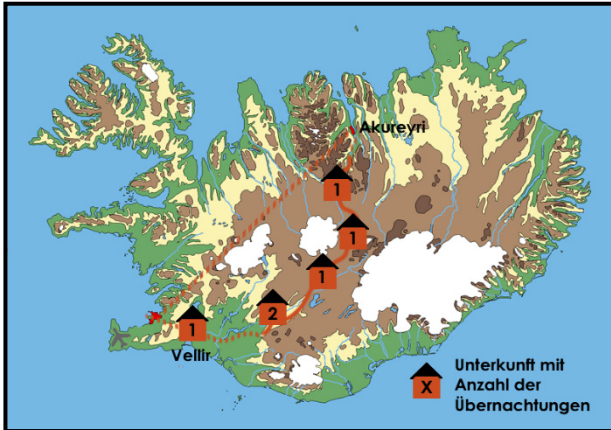 Akureyri
1
1
1
2
1
Vellir
X
Unterkunft mit
Anzahl der
Übernachtungen